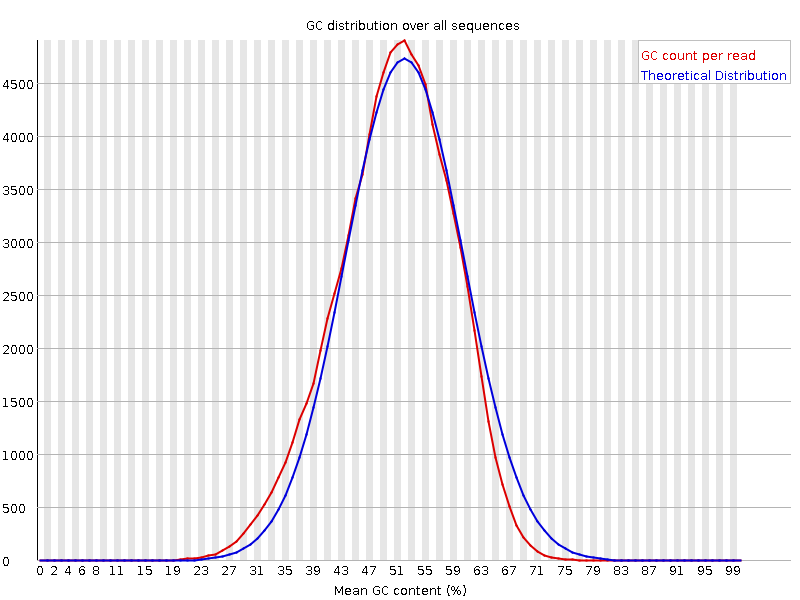 GC distribution over all sequences
GC count per read
Theoretical Distribution
4500
4000
3500
3000
2500
2000
1500
1000
500
0
0 2 4 6 8 11 15 19 23 27 31 35 39 43 47 51 55 59 63 67 71 75 79 83 87 91 95 99
Mean GC content (%)